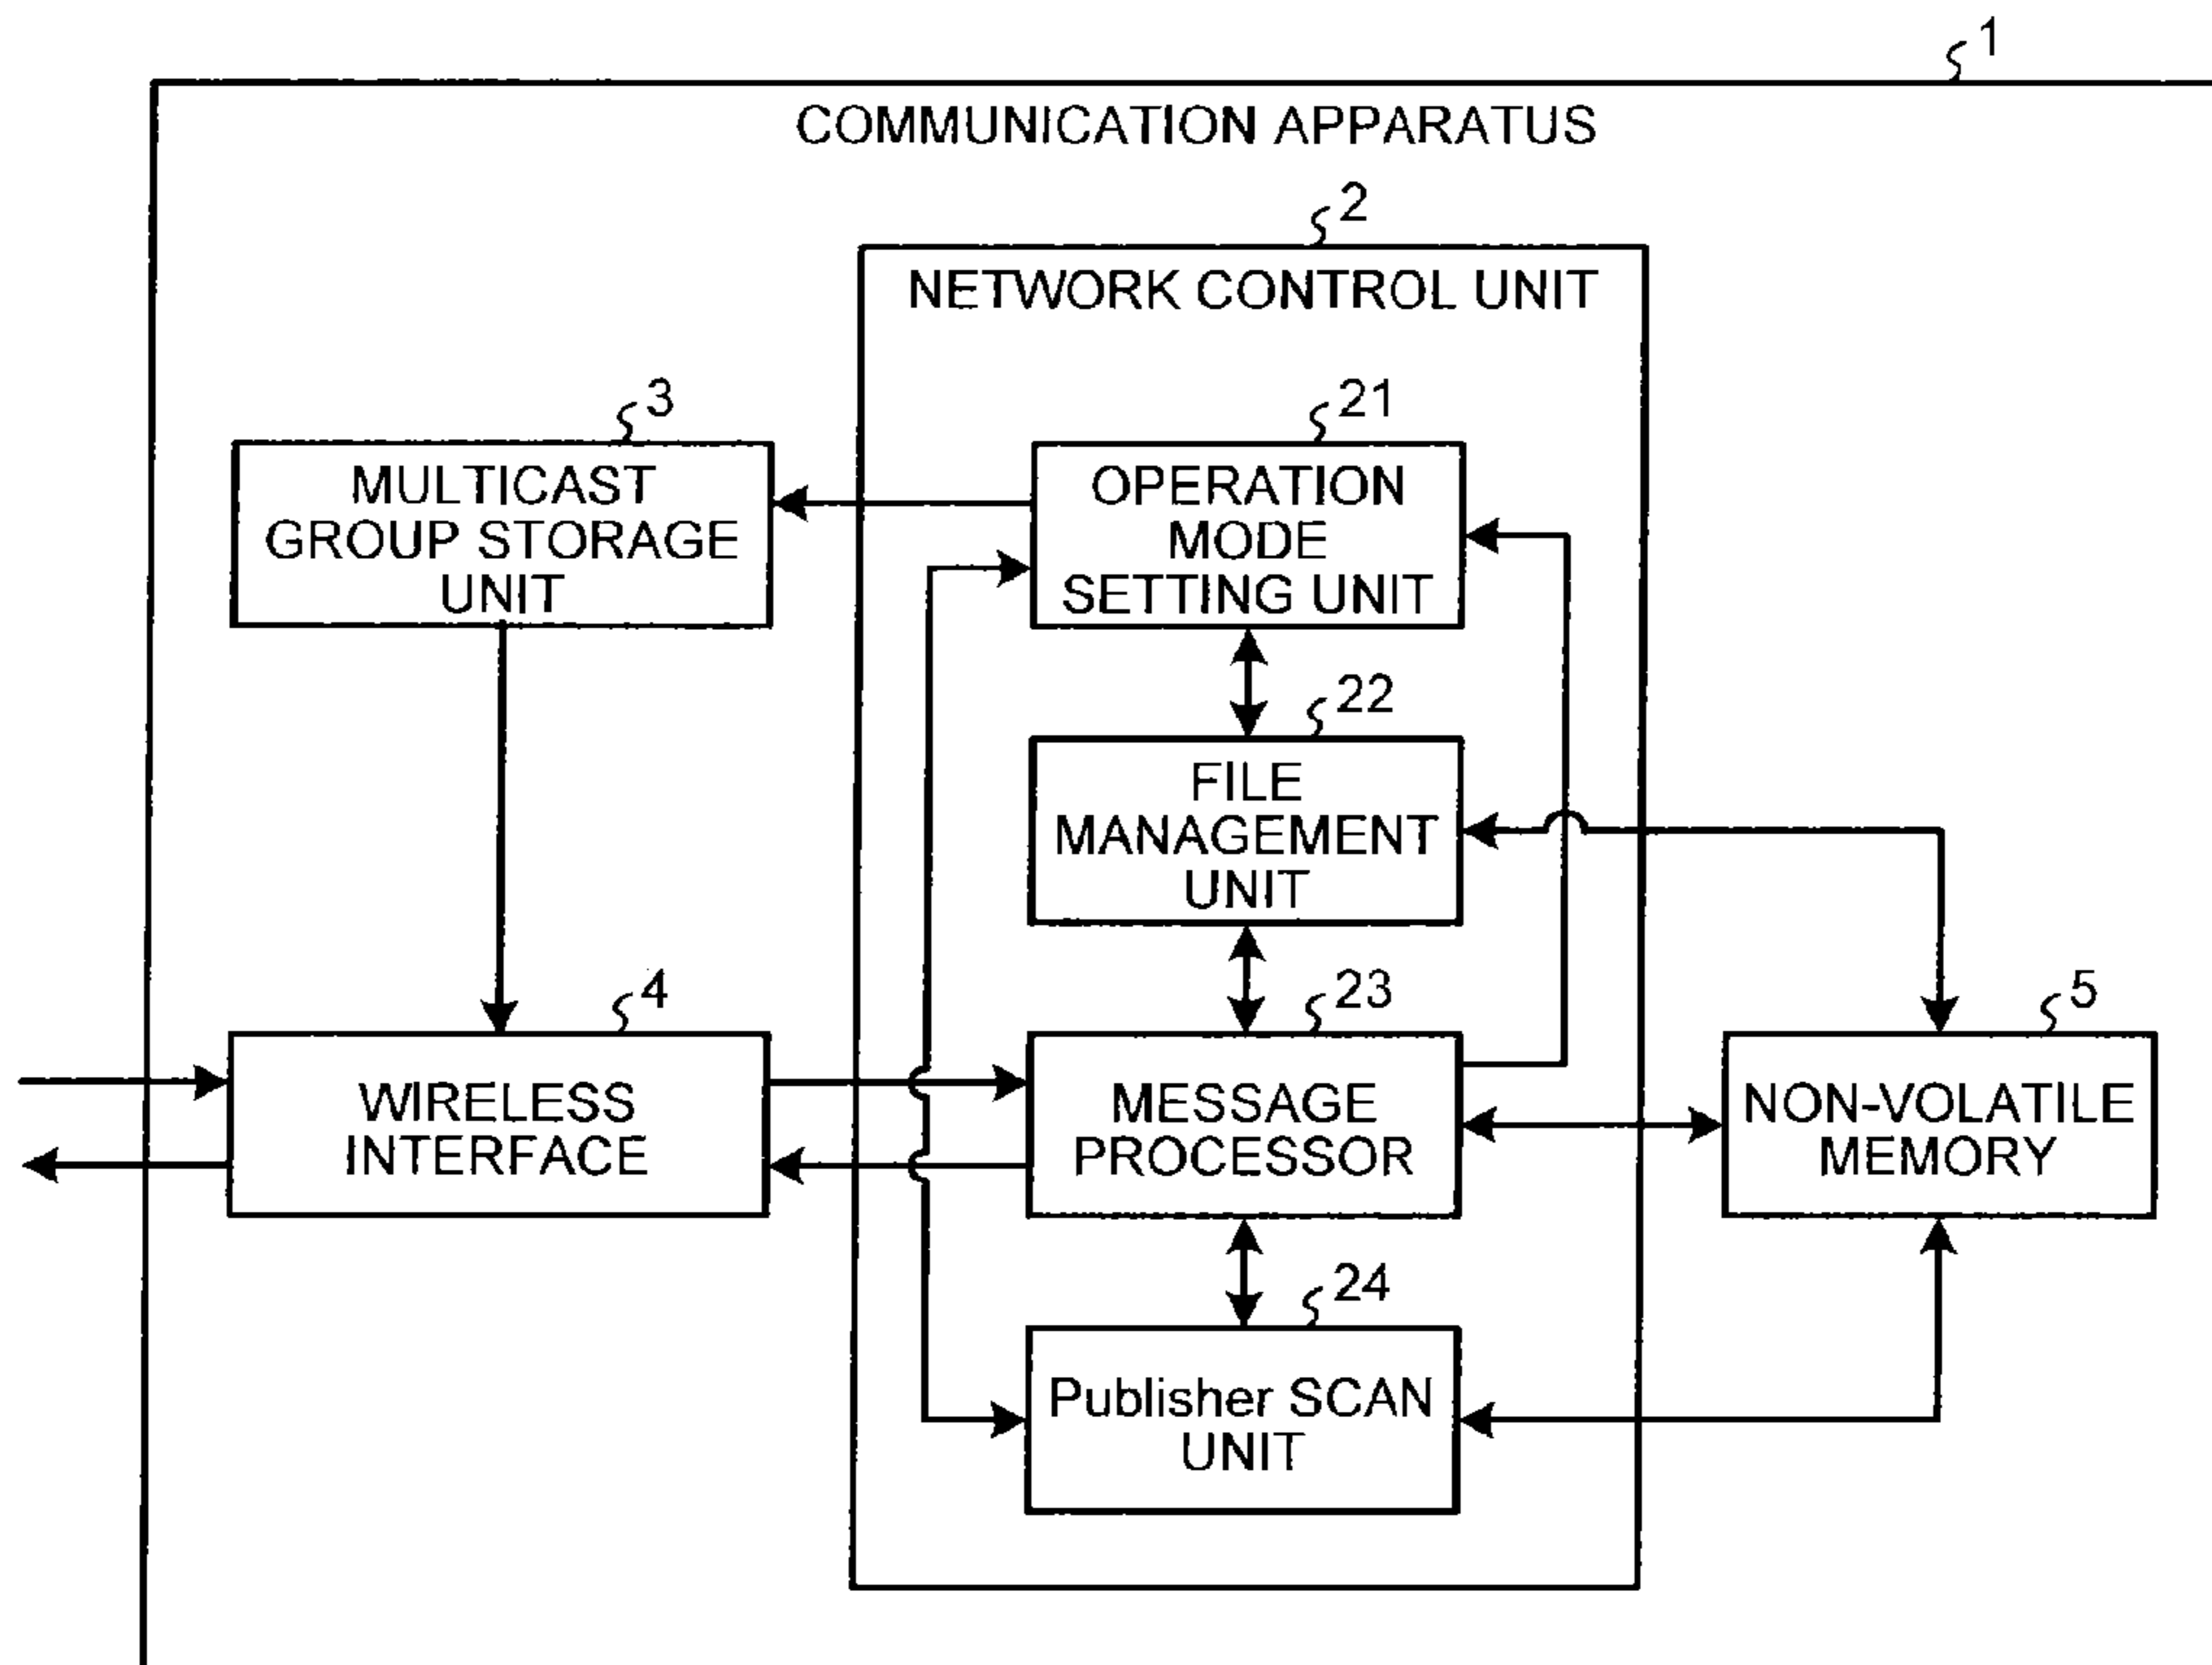 1
COMMUNICATION APPARATUS
2
NETWORK CONTROL UNIT
3
MULTICAST
GROUP STORAGE
UNIT
21
OPERATION
MODE
SETTING UNIT
22
FILE
MANAGEMENT
UNIT
4
WIRELESS
INTERFACE
23
MESSAGE
PROCESSOR
5
NON-VOLATILE
MEMORY
24
Publisher SCAN
UNIT